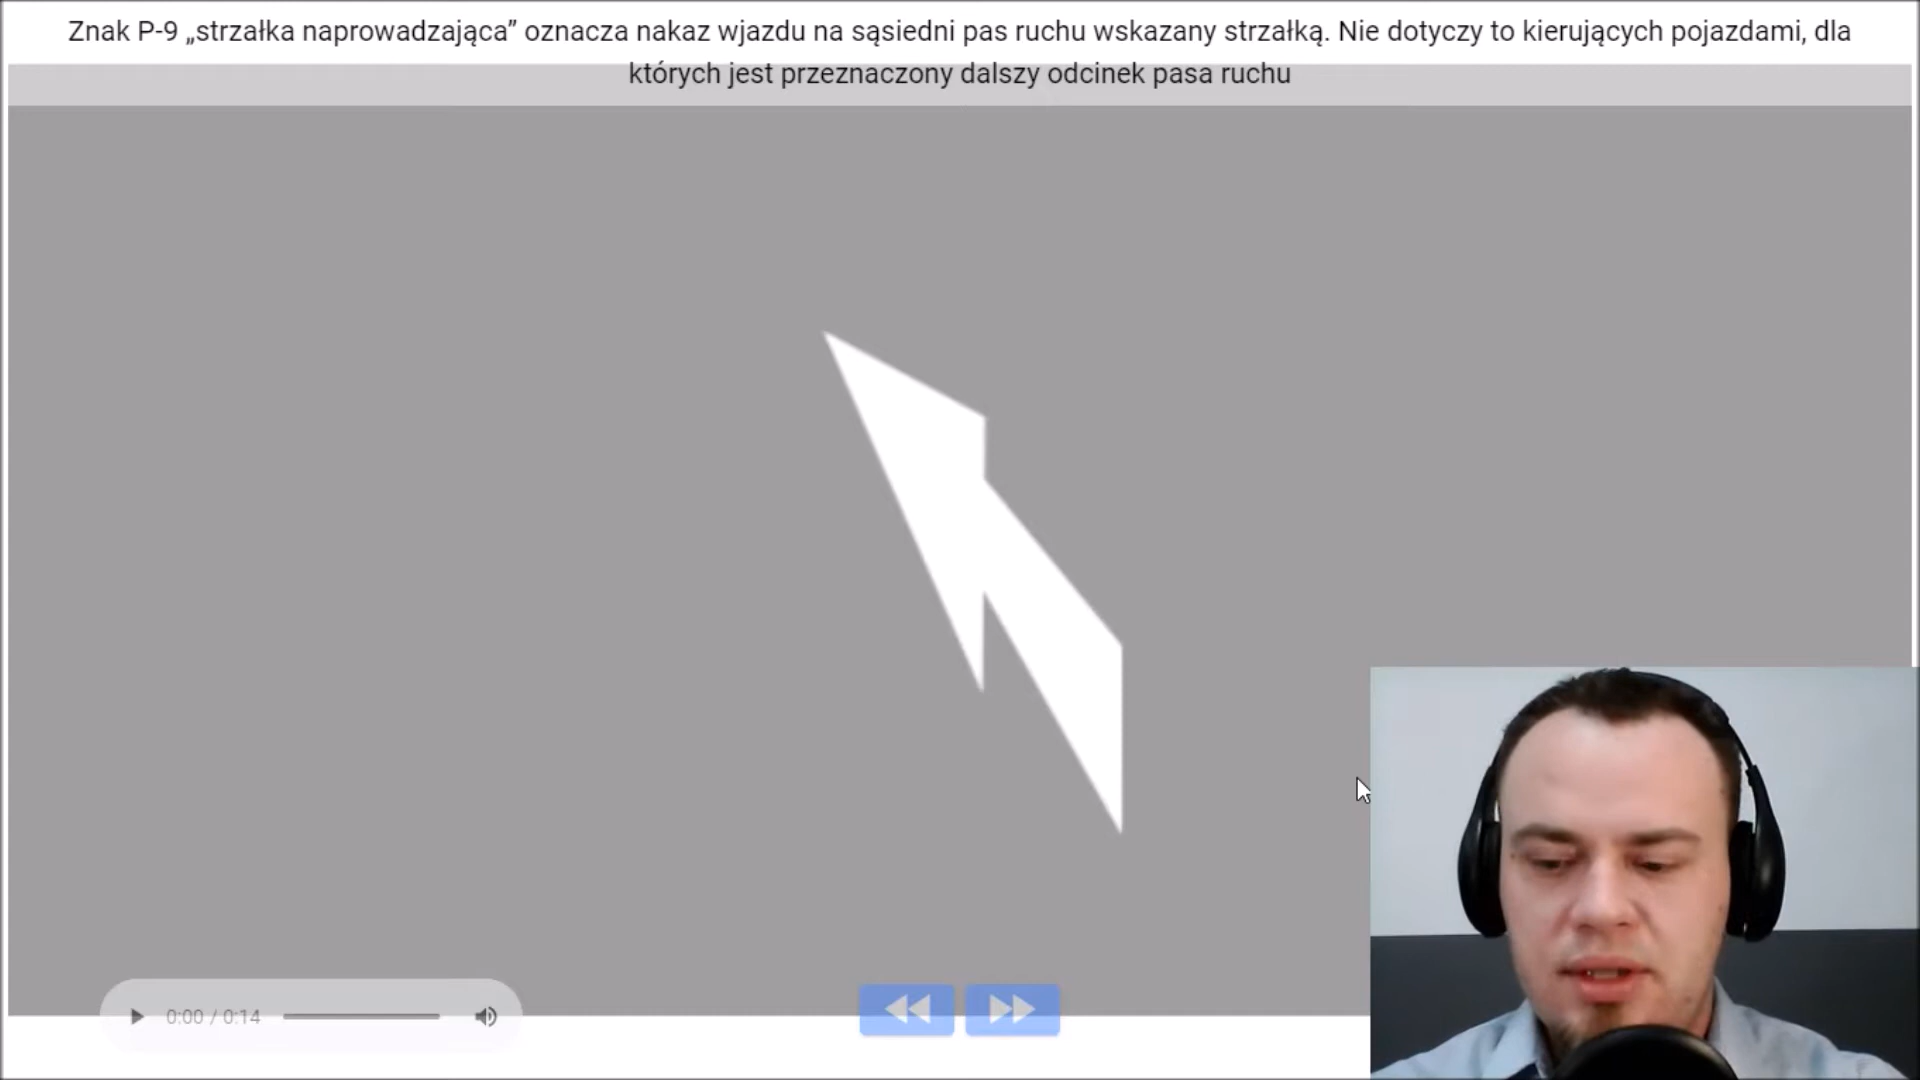 Znak P-9 „strzałka naprowadzająca” oznacza nakaz wjazdu na sąsiedni pas ruchu wskazany strzałką. Nie dotyczy to kierujących pojazdami, dla
których jest przeznaczony dalszy odcinek pasa ruchu
0:00 / 0:14